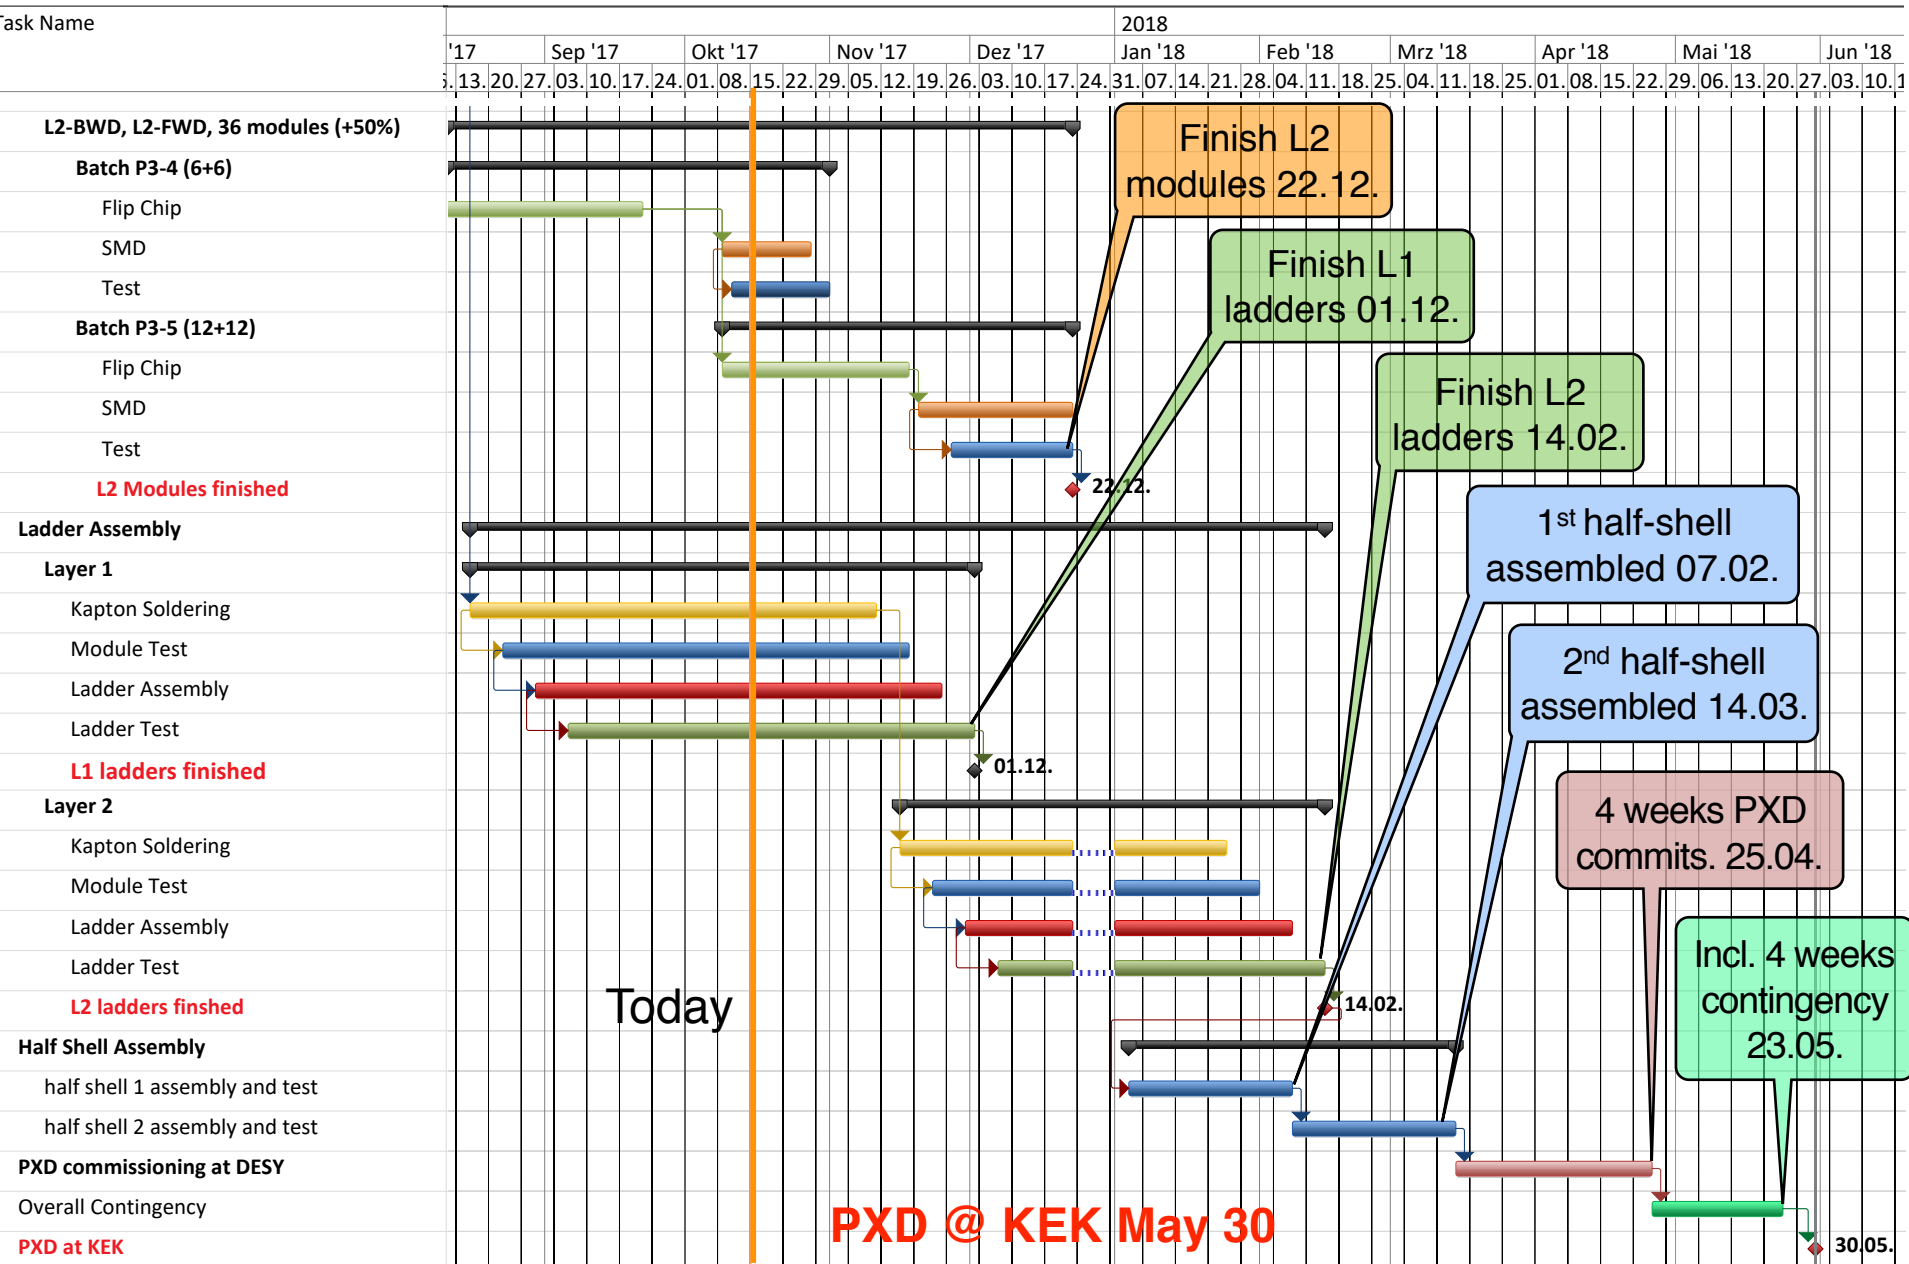 Task Name
2018
'17 Sep '17 Okt '17 Nov '17 Dez '17 Jan '18 Feb '18 Mrz '18 Apr '18 Mai '18 Jun '18
13. 20. 27. 03. 10. 17. 24. 01. 08. 15. 22. 29. 05. 12. 19. 26. 03. 10. 17. 24. 31. 07. 14. 21. 28. 04. 11. 18. 25. 04. 11. 18. 25. 01. 08. 15. 22. 29. 06. 13. 20. 27. 03. 10.
L2-BWD, L2-FWD, 36 modules (+50%)
Finish L2
modules 22.12.
Batch P3-4 (6+6)
Flip Chip
SMD
Finish L1
ladders 01.12.
Test
Batch P3-5 (12+12)
Flip Chip
Finish L2
ladders 14.02.
SMD
Test
L2 Modules finished
22.12.
Ladder Assembly
1st half-shell
assembled 07.02.
Layer 1
Kapton Soldering
Module Test
2nd half-shell
assembled 14.03.
Ladder Assembly
Ladder Test
L1 ladders finished
01.12.
Layer 2
4 weeks PXD
commits. 25.04.
Kapton Soldering
Module Test
Ladder Assembly
Ladder Test
Incl. 4 weeks
contingency
23.05.
L2 ladders finshed
Today
14.02.
Half Shell Assembly
half shell 1 assembly and test
half shell 2 assembly and test
PXD commissioning at DESY
Overall Contingency
PXD @ KEK May 30
PXD at KEK
30.05.